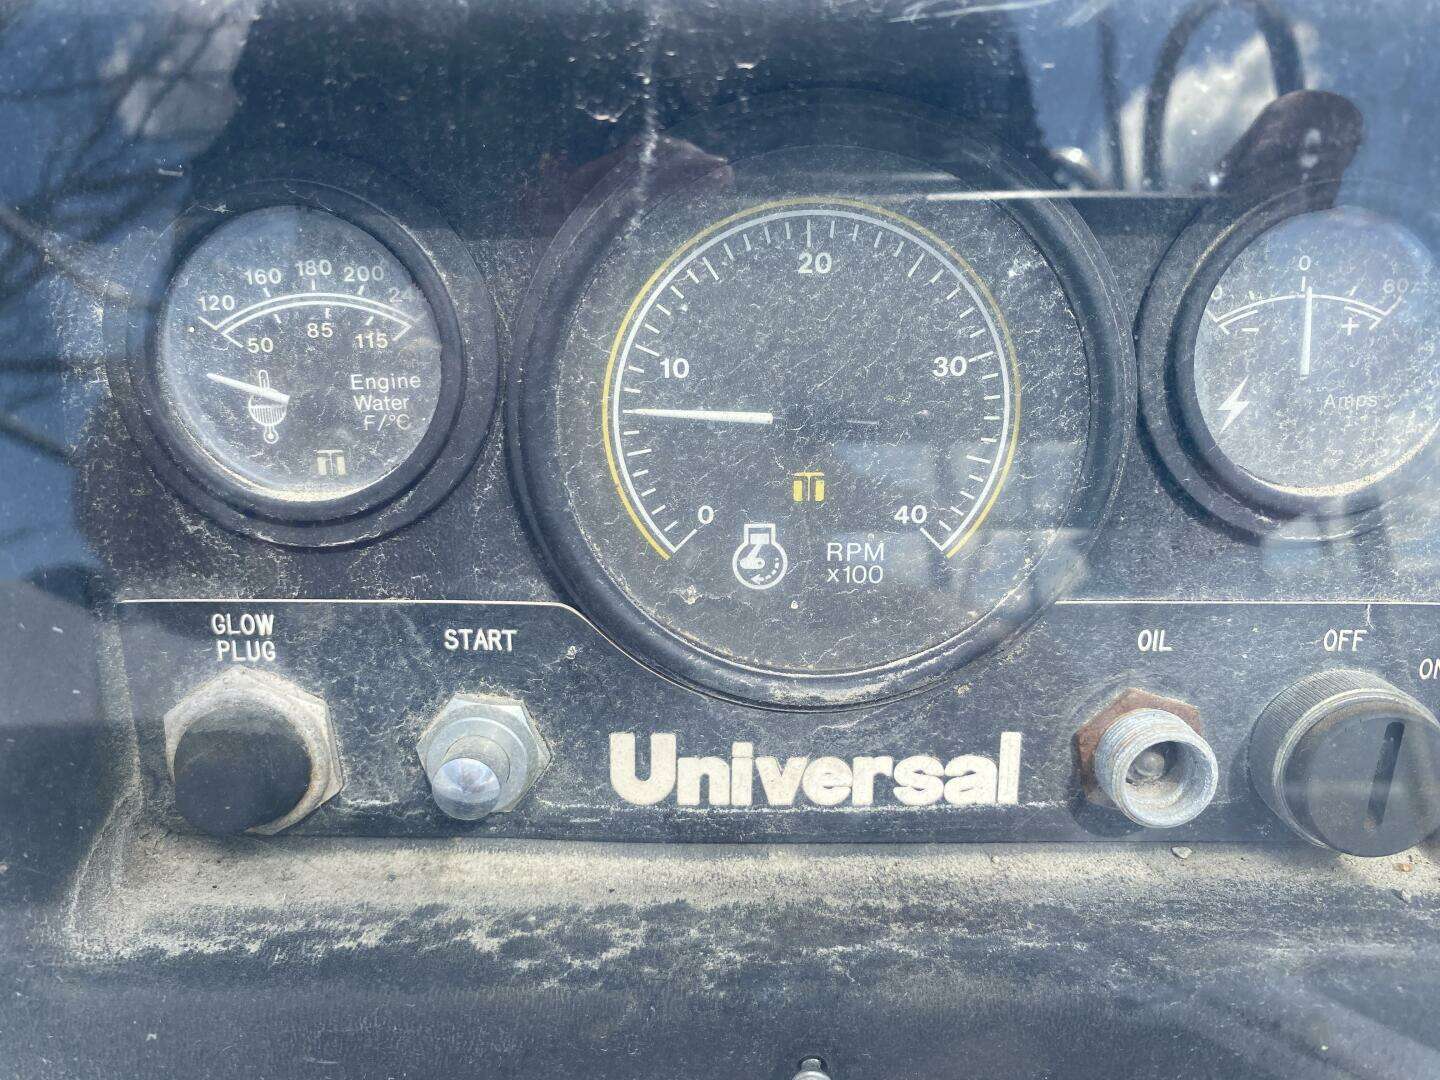 120 160 180 200
50 85 115
Engine
Water
F/°C
0 10 20 30 40
RPM
x100
0 60
- +
Amps
GLOW
PLUG
START
OIL
OFF
Universal